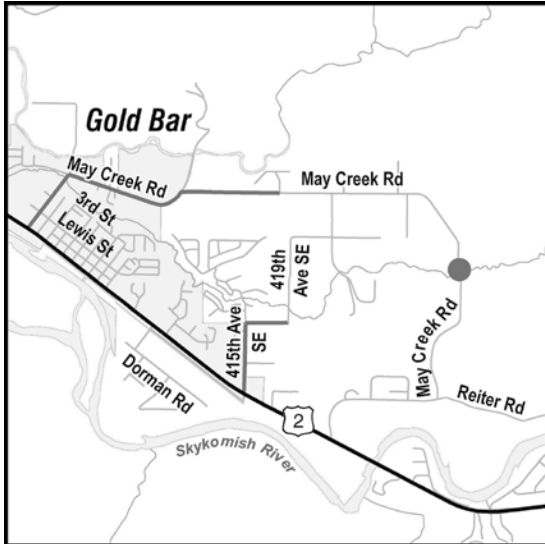 Gold Bar
May Creek Rd
May Creek Rd
3rd St
Lewis St
419th
Ave SE
415th Ave
SE
May Creek Rd
Dorman Rd
Reiter Rd
2
Skykomish River